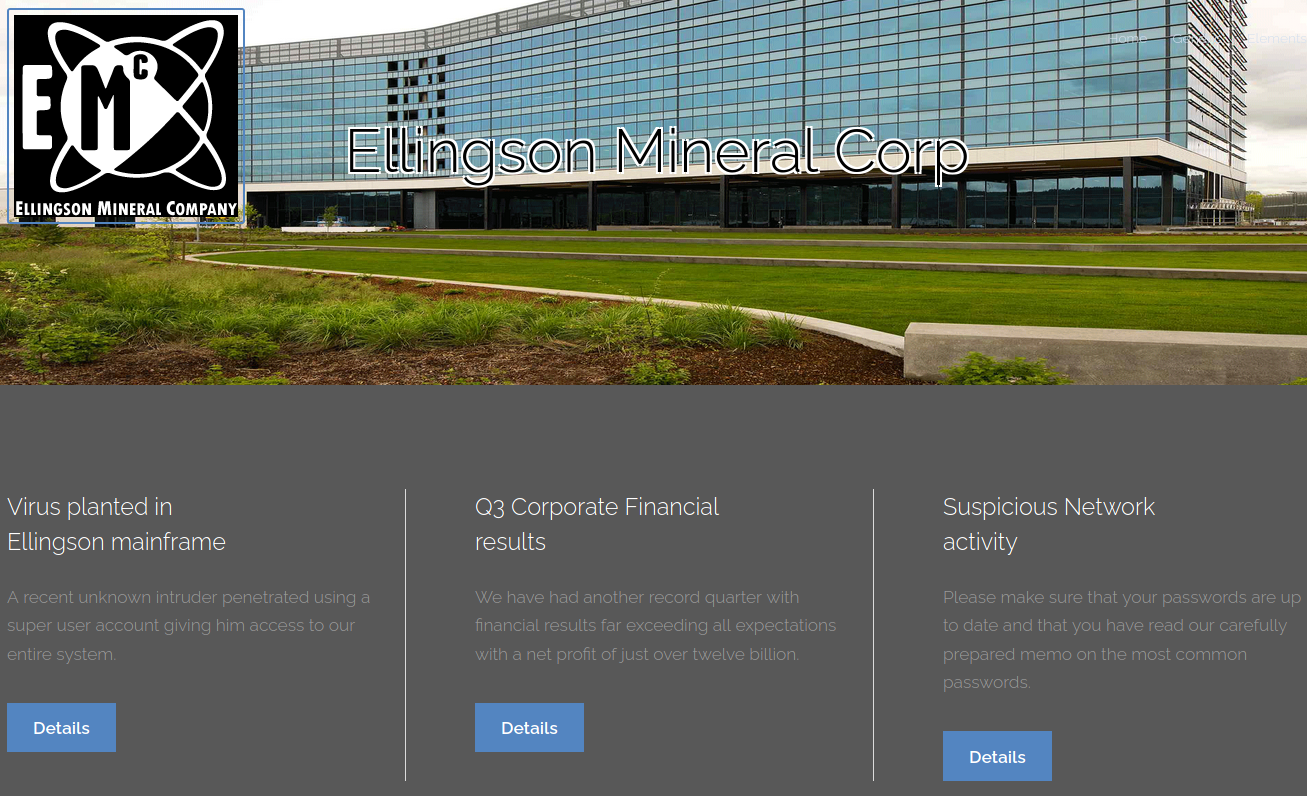 Home
Elements
E M C
ELLINGSON MINERAL COMPANY
Ellingson Mineral Corp
Virus planted in
Ellingson mainframe
A recent unknown intruder penetrated using a
super user account giving him access to our
entire system.
Details
Q3 Corporate Financial
results
We have had another record quarter with
financial results far exceeding all expectations
with a net profit of just over twelve billion.
Details
Suspicious Network
activity
Please make sure that your passwords are up
to date and that you have read our carefully
prepared memo on the most common
passwords.
Details